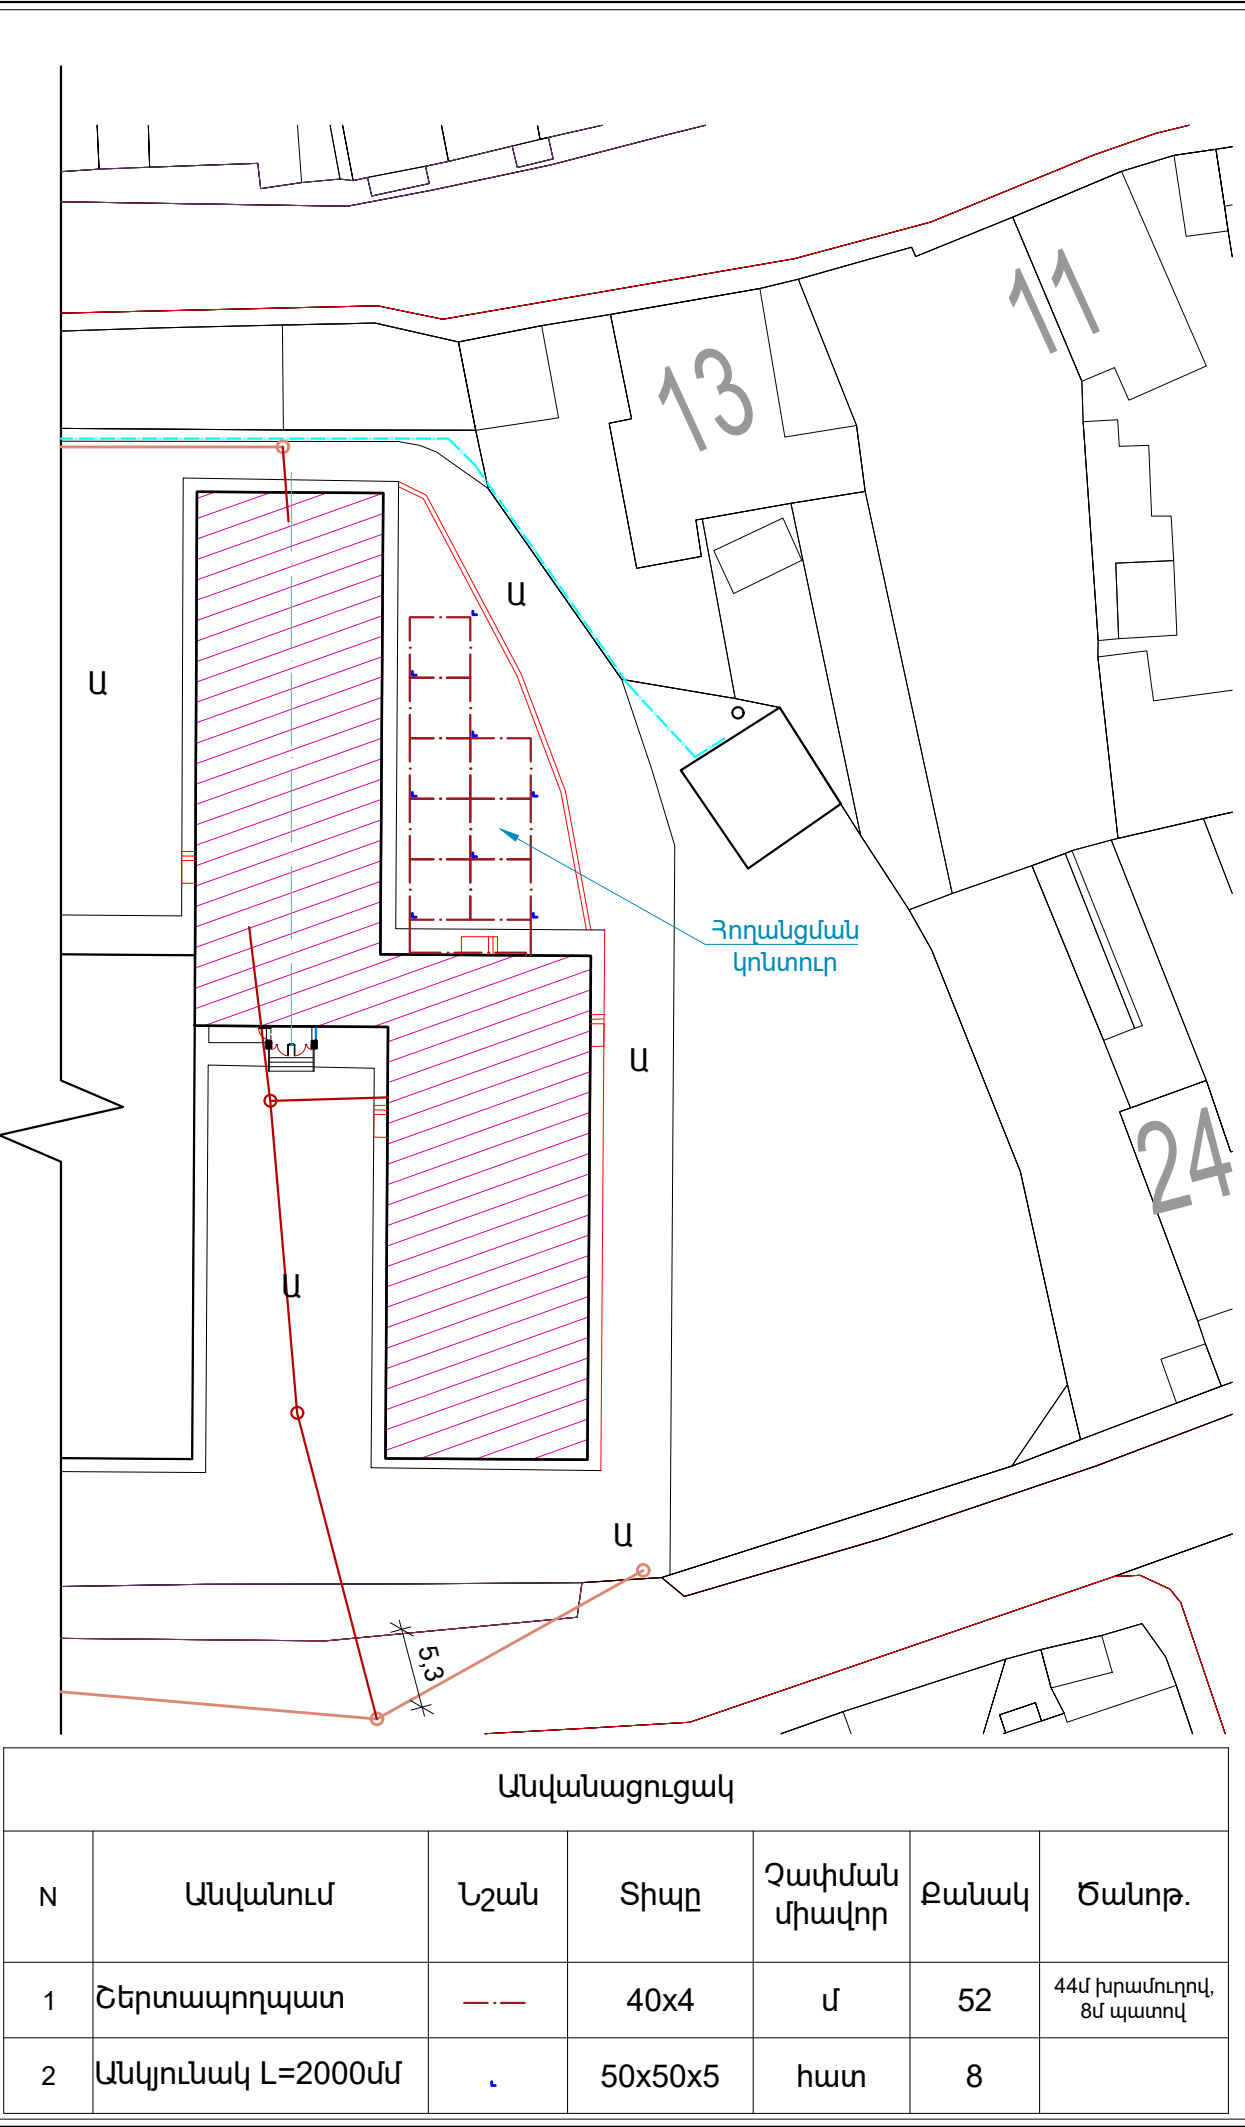 11
13
Ա
Ա
Հողանցման
կոնտուր
Ա
24
Ա
Ա
5,3
Անվանացուցակ
N Անվանում Նշան Տիպը Չափման միավոր Քանակ Ծանոթ.
1 Շերտապողպատ 40x4 մ 52 44մ խրամուղով, 8մ պատով
2 Անկյունակ L=2000մմ 50x50x5 հատ 8